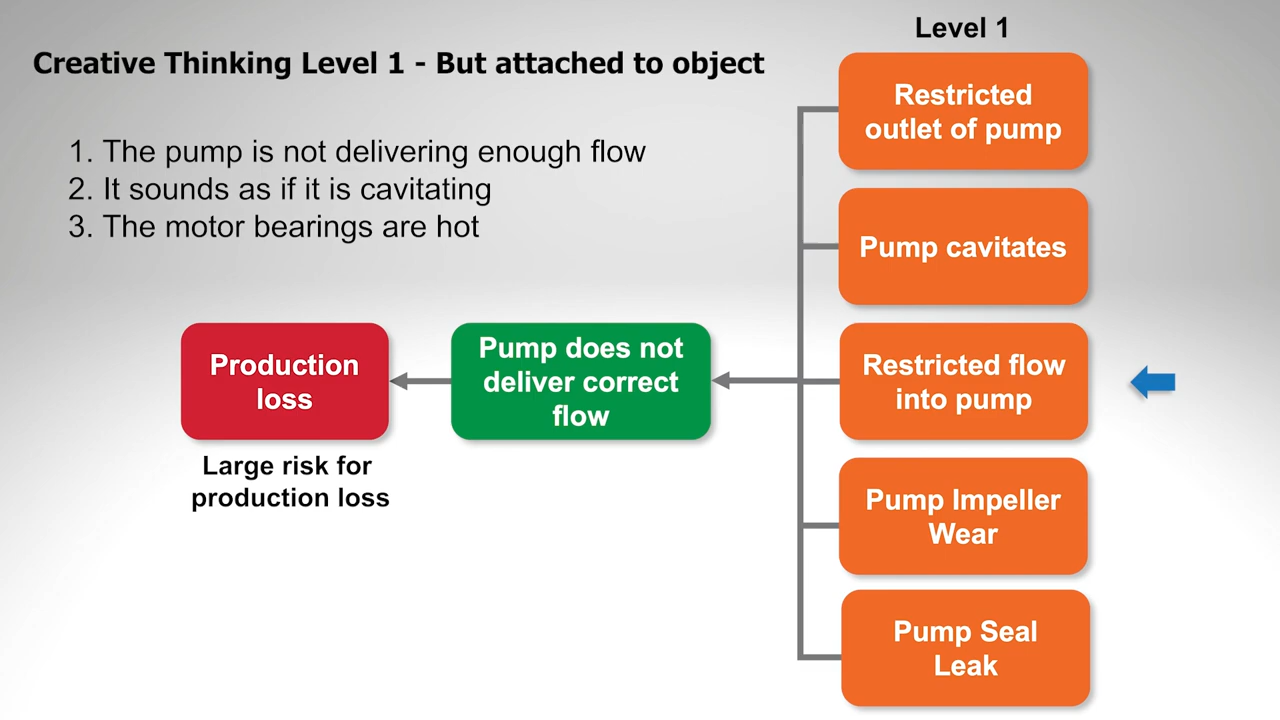 Level 1
Creative Thinking Level 1 - But attached to object
1. The pump is not delivering enough flow
2. It sounds as if it is cavitating
3. The motor bearings are hot
Restricted
outlet of pump
Pump cavitates
Production
loss
Pump does not
deliver correct
flow
Restricted flow
into pump
Large risk for
production loss
Pump Impeller
Wear
Pump Seal
Leak